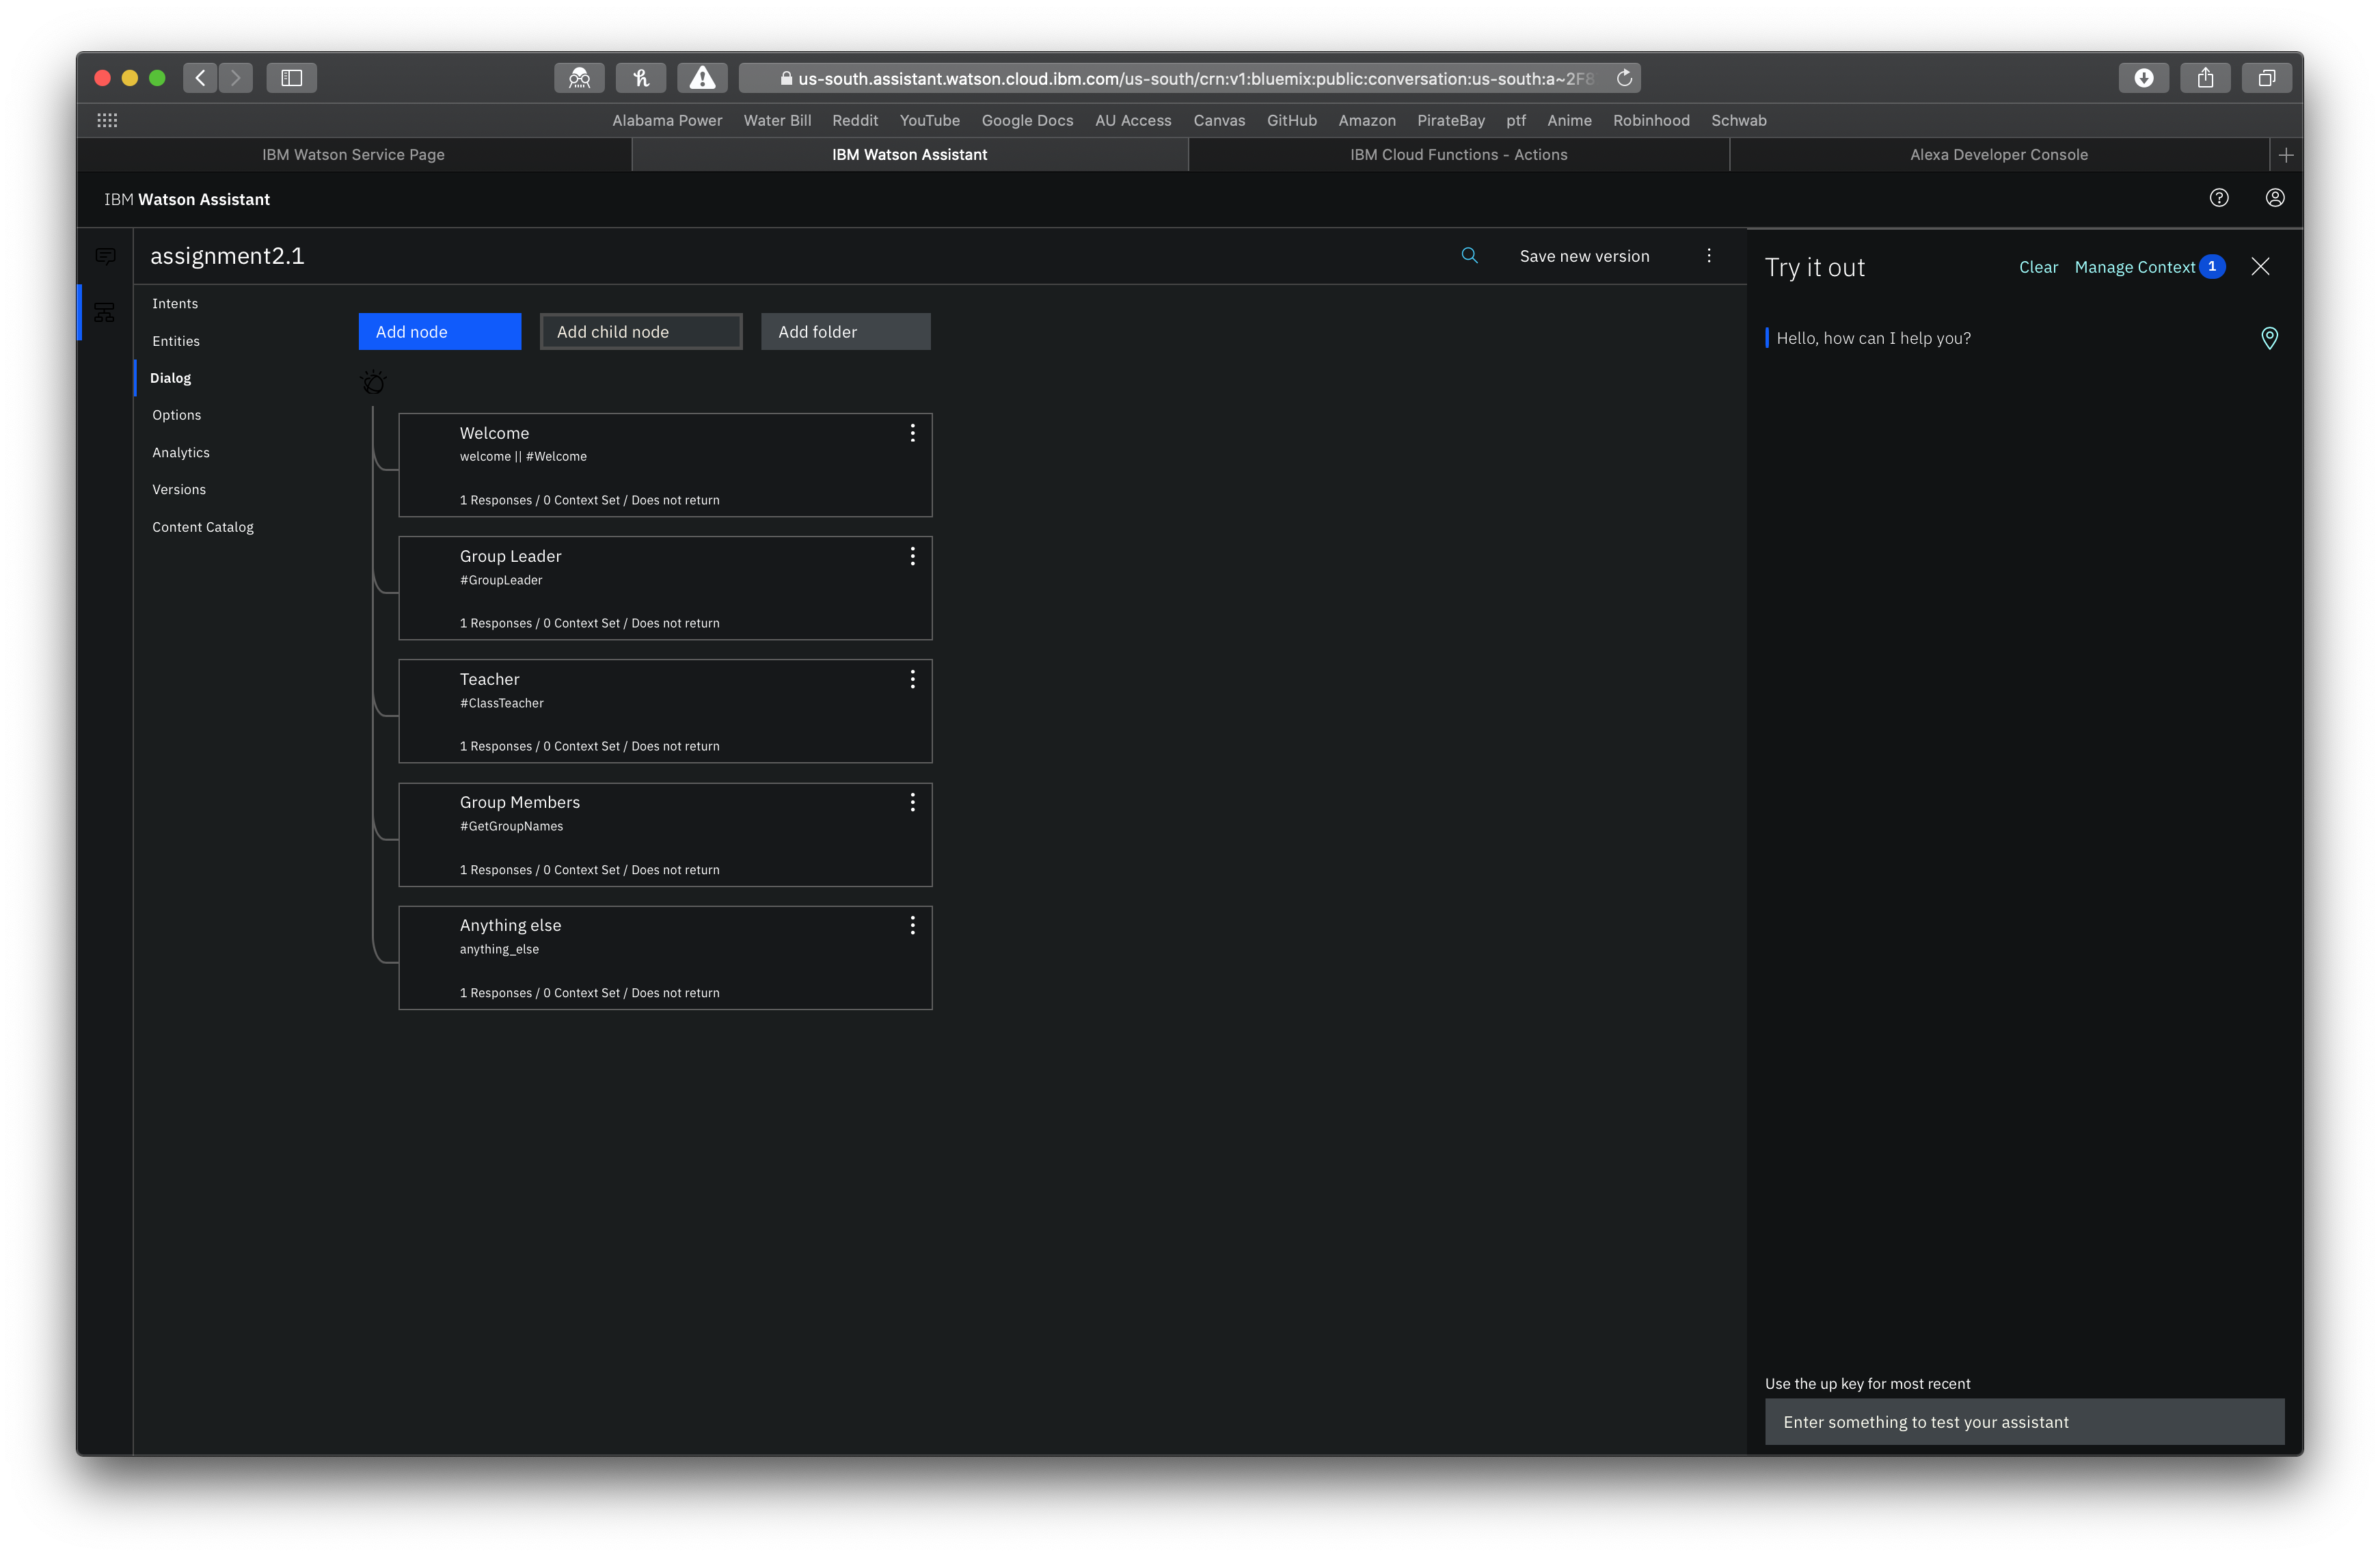 us-south.assistant.watson.cloud.ibm.com/us-south/crn:v1:bluemix:public:conversation:us-south:a~2F8
Alabama Power Water Bill Reddit YouTube Google Docs AU Access Canvas GitHub Amazon PirateBay ptf Anime Robinhood Schwab
IBM Watson Service Page IBM Watson Assistant IBM Cloud Functions - Actions Alexa Developer Console
IBM Watson Assistant
assignment2.1
Save new version
Intents
Entities
Dialog
Options
Analytics
Versions
Content Catalog
Add node Add child node Add folder
Welcome
welcome || #Welcome
1 Responses / 0 Context Set / Does not return
Group Leader
#GroupLeader
1 Responses / 0 Context Set / Does not return
Teacher
#ClassTeacher
1 Responses / 0 Context Set / Does not return
Group Members
#GetGroupNames
1 Responses / 0 Context Set / Does not return
Anything else
anything_else
1 Responses / 0 Context Set / Does not return
Try it out Clear Manage Context 1
Hello, how can I help you?
Use the up key for most recent
Enter something to test your assistant